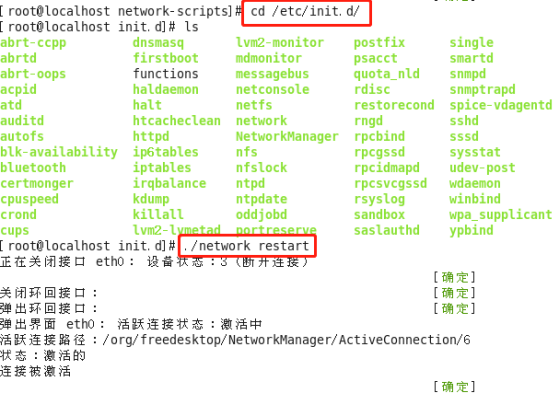 [确定]
[root@localhost network-scripts]# cd /etc/init.d/
[root@localhost init.d]# ls
abrt-ccpp dnsmasq lvm2-monitor postfix single
abrtd firstboot mdmonitor psacct smartd
abrt-oops functions messagebus quota_nld snmpd
acpid haldaemon netconsole rdisc snmptrapd
atd halt netfs restorecond spice-vdagentd
auditd htcacheclean network rngd sshd
autofs httpd NetworkManager rpcbind sssd
blk-availability ip6tables nfs rpcgssd sysstat
bluetooth iptables nfslock rpcidmapd udev-post
certmonger irqbalance ntpd rpcsvcgssd wdaemon
cpuspeed kdump ntpdate rsyslog winbind
crond killall oddjobd sandbox wpa_supplicant
cups lvm2-lvmetad portreserve saslauthd ypbind
[root@localhost init.d]# ./network restart
正在关闭接口 eth0： 设备状态：3 (断开连接)
[确定]
关闭环回接口： [确定]
弹出环回接口： [确定]
弹出界面 eth0： 活跃连接状态：激活中
活跃连接路径：/org/freedesktop/NetworkManager/ActiveConnection/6
状态：激活的
连接被激活
[确定]